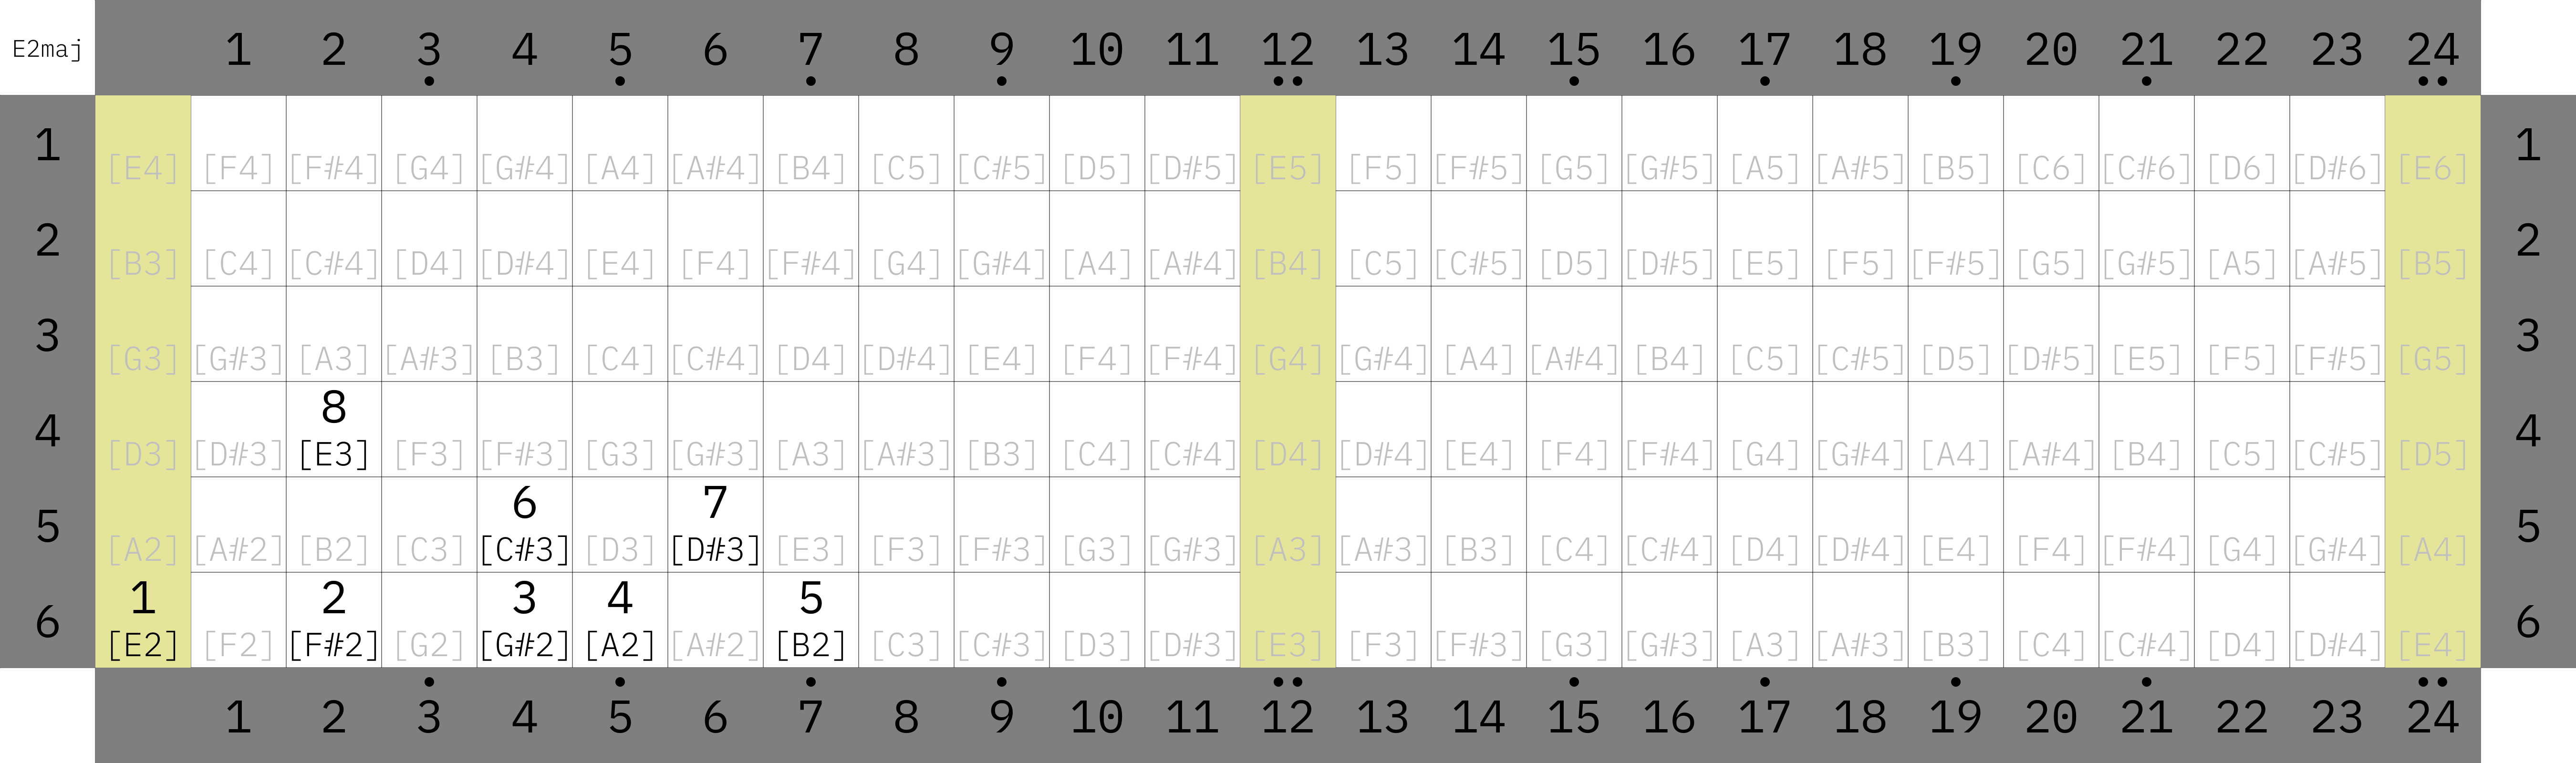 E2maj 1 2 3 4 5 6 7 8 9 10 11 12 13 14 15 16 17 18 19 20 21 22 23 24
1 [E4] [F4] [F#4] [G4] [G#4] [A4] [A#4] [B4] [C5] [C#5] [D5] [D#5] [E5] [F5] [F#5] [G5] [G#5] [A5] [A#5] [B5] [C6] [C#6] [D6] [D#6] [E6] 1
2 [B3] [C4] [C#4] [D4] [D#4] [E4] [F4] [F#4] [G4] [G#4] [A4] [A#4] [B4] [C5] [C#5] [D5] [D#5] [E5] [F5] [F#5] [G5] [G#5] [A5] [A#5] [B5] 2
3 [G3] [G#3] [A3] [A#3] [B3] [C4] [C#4] [D4] [D#4] [E4] [F4] [F#4] [G4] [G#4] [A4] [A#4] [B4] [C5] [C#5] [D5] [D#5] [E5] [F5] [F#5] [G5] 3
8
4 [D3] [D#3] [E3] [F3] [F#3] [G3] [G#3] [A3] [A#3] [B3] [C4] [C#4] [D4] [D#4] [E4] [F4] [F#4] [G4] [G#4] [A4] [A#4] [B4] [C5] [C#5] [D5] 4
6 7
5 [A2] [A#2] [B2] [C3] [C#3] [D3] [D#3] [E3] [F3] [F#3] [G3] [G#3] [A3] [A#3] [B3] [C4] [C#4] [D4] [D#4] [E4] [F4] [F#4] [G4] [G#4] [A4] 5
1 2 3 4 5
6 [E2] [F2] [F#2] [G2] [G#2] [A2] [A#2] [B2] [C3] [C#3] [D3] [D#3] [E3] [F3] [F#3] [G3] [G#3] [A3] [A#3] [B3] [C4] [C#4] [D4] [D#4] [E4] 6
1 2 3 4 5 6 7 8 9 10 11 12 13 14 15 16 17 18 19 20 21 22 23 24